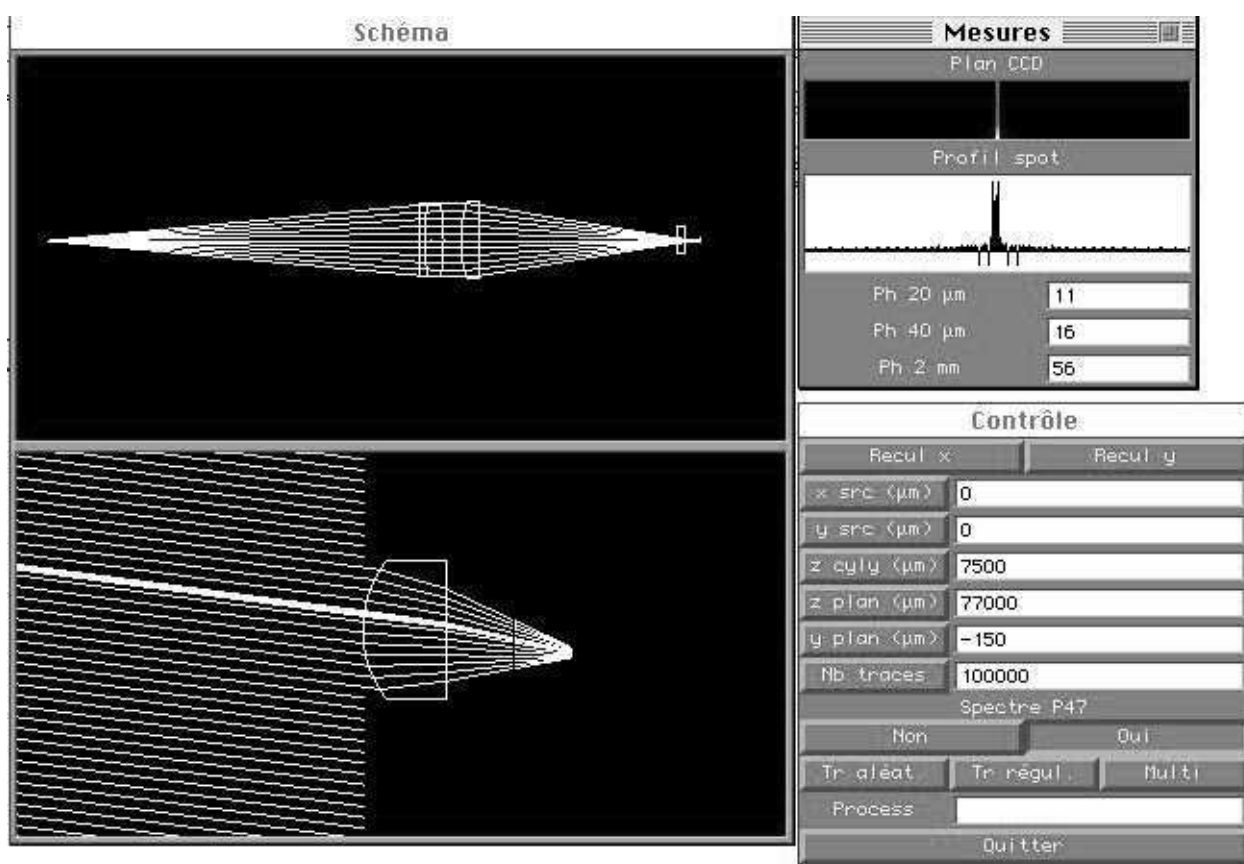 Schéma
Mesures
Plan CCD
Profil spot
Ph 20 µm 11
Ph 40 µm 16
Ph 2 mm 56
Contrôle
Recul x Recul y
x src (µm) 0
y src (µm) 0
z cyly (µm) 7500
z plan (µm) 77000
y plan (µm) -150
Nb traces 100000
Spectre P47
Non Oui
Tr aléat. Tr régul. Multi
Process
Quitter